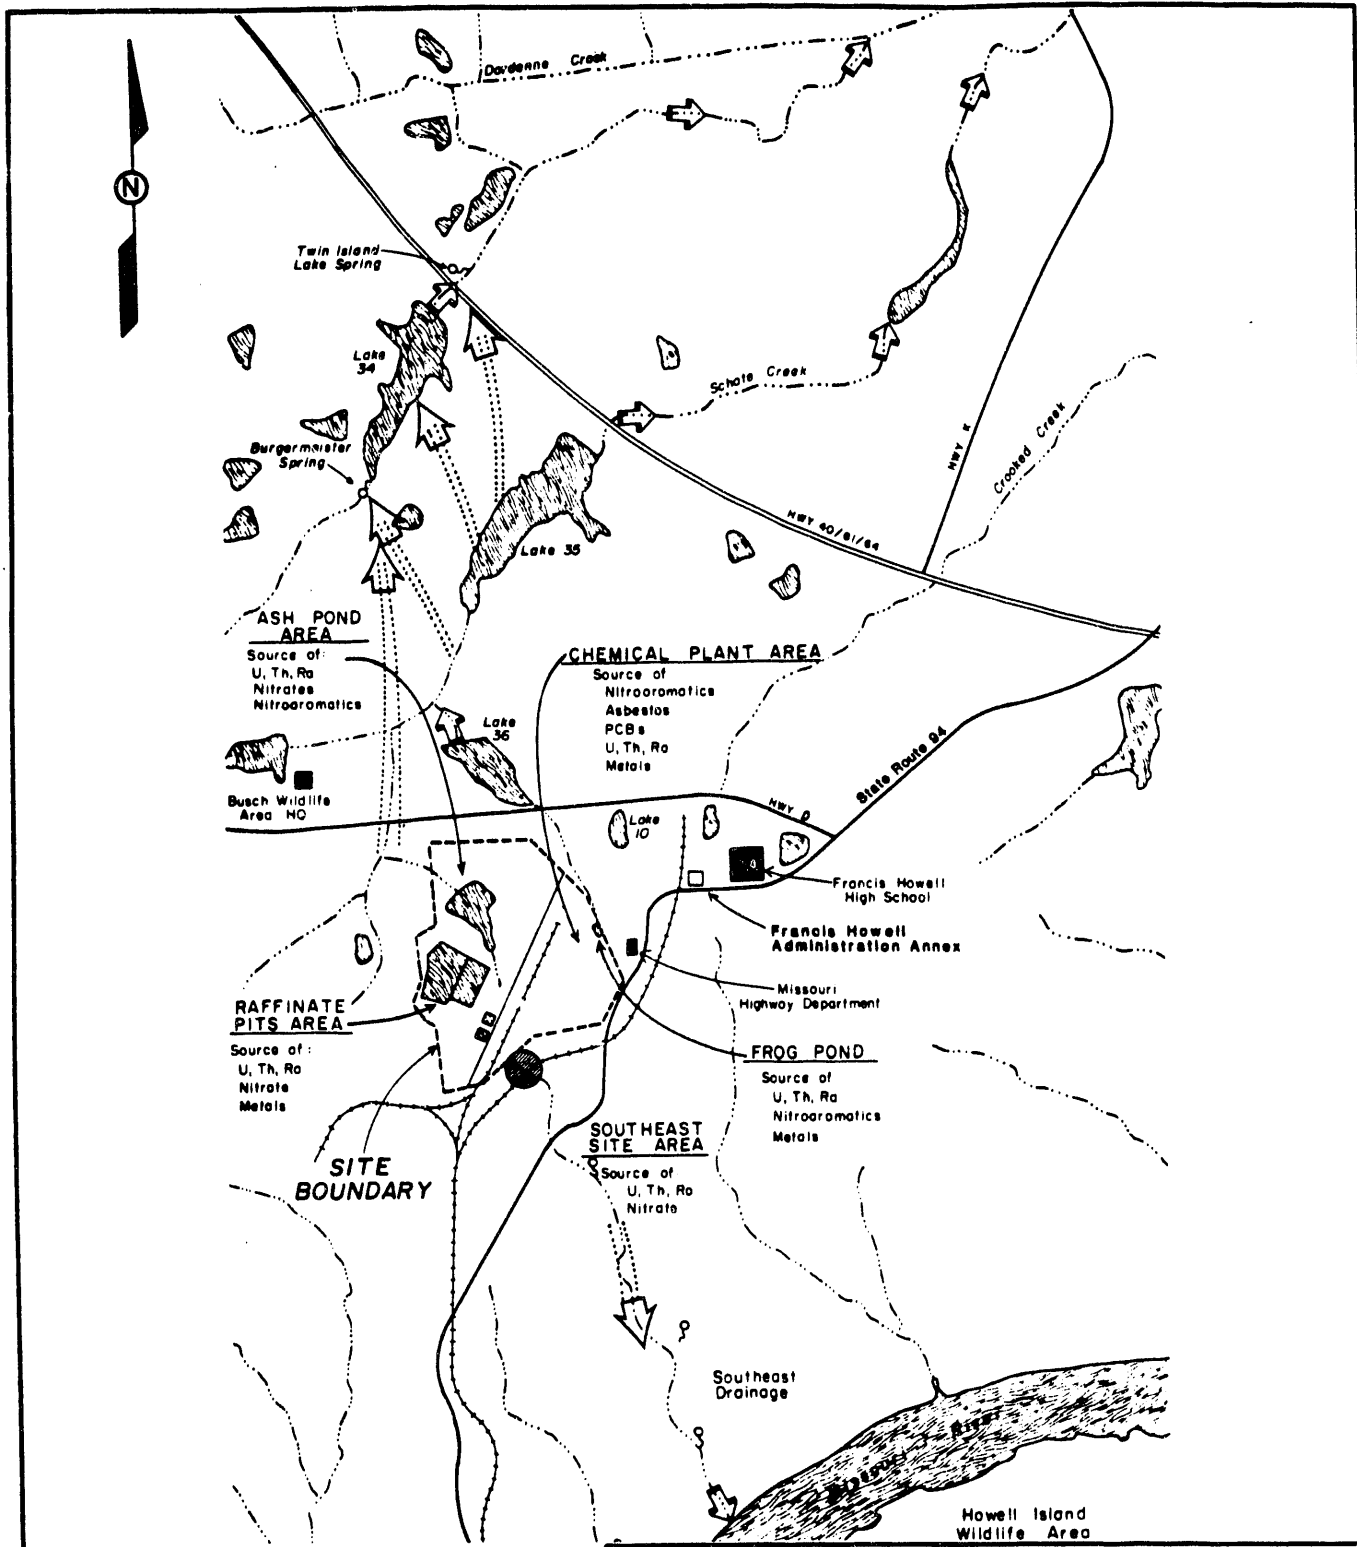 Dardenne Creek
N
Twin Island
Lake Spring
Lake
34
Schote Creek
Burgermeister
Spring
HWY K
Crooked Creek
HWY 40/61/64
Lake 35
ASH POND
AREA
Source of:
U, Th, Ra
Nitrates
Nitroaromatics
CHEMICAL PLANT AREA
Source of
Nitroaromatics
Asbestos
PCBs
U, Th, Ra
Metals
Lake
36
State Route 94
Busch Wildlife
Area HQ
HWY D
Lake
10
Francis Howell
High School
Francis Howell
Administration Annex
Missouri
Highway Department
RAFFINATE
PITS AREA
Source of:
U, Th, Ra
Nitrate
Metals
FROG POND
Source of
U, Th, Ra
Nitroaromatics
Metals
SOUTHEAST
SITE AREA
Source of
U, Th, Ra
Nitrate
SITE
BOUNDARY
Southeast
Drainage
Missouri River
Howell Island
Wildlife Area